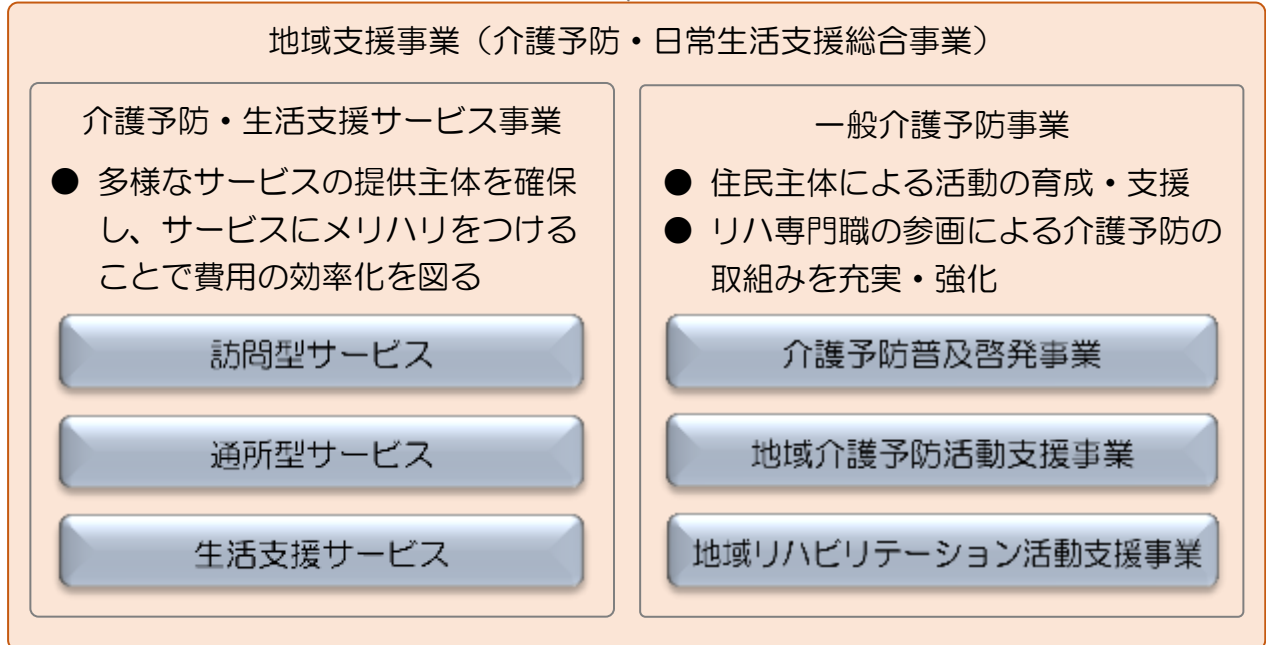 地域支援事業（介護予防・日常生活支援総合事業）
介護予防・生活支援サービス事業
● 多様なサービスの提供主体を確保
し、サービスにメリハリをつける
ことで費用の効率化を図る
訪問型サービス
通所型サービス
生活支援サービス
一般介護予防事業
● 住民主体による活動の育成・支援
● リハ専門職の参画による介護予防の
取組みを充実・強化
介護予防普及啓発事業
地域介護予防活動支援事業
地域リハビリテーション活動支援事業